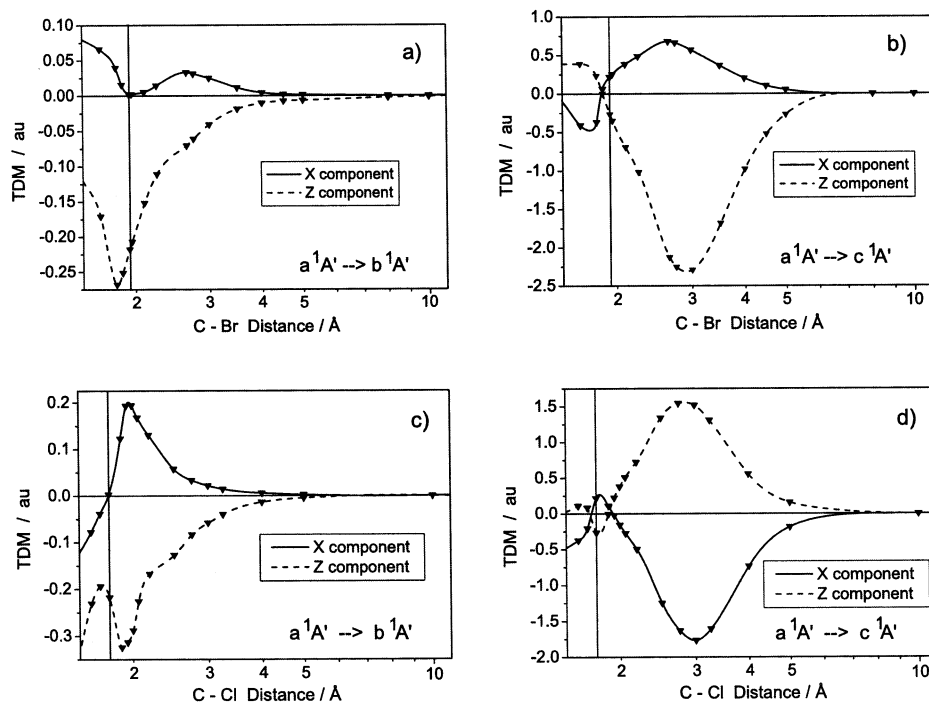 a)
0.10
0.05
0.00
-0.05
-0.10
-0.15
-0.20
-0.25
TDM / au
X component
Z component
a ¹A' --> b ¹A'
2 3 4 5 10
C - Br Distance / Å
b)
1.0
0.5
0.0
-0.5
-1.0
-1.5
-2.0
-2.5
TDM / au
X component
Z component
a ¹A' --> c ¹A'
2 3 4 5 10
C - Br Distance / Å
c)
0.2
0.1
0.0
-0.1
-0.2
-0.3
TDM / au
X component
Z component
a ¹A' --> b ¹A'
2 3 4 5 10
C - Cl Distance / Å
d)
1.5
1.0
0.5
0.0
-0.5
-1.0
-1.5
-2.0
TDM / au
X component
Z component
a ¹A' --> c ¹A'
2 3 4 5 10
C - Cl Distance / Å